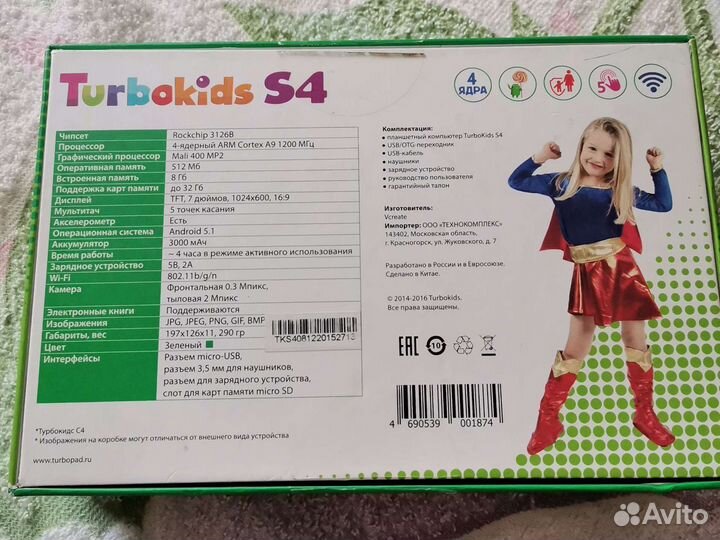 Turbokids S4
4 ЯДРА
5
Чипсет Rockchip 3126B
Процессор 4-ядерный ARM Cortex A9 1200 МГц
Графический процессор Mali 400 MP2
Оперативная память 512 Мб
Встроенная память 8 Гб
Поддержка карт памяти до 32 Гб
Дисплей TFT, 7 дюймов, 1024x600, 16:9
Мультитач 5 точек касания
Акселерометр Есть
Операционная система Android 5.1
Аккумулятор 3000 мАч
Время работы ~ 4 часа в режиме активного использования
Зарядное устройство 5В, 2А
Wi-Fi 802.11b/g/n
Камера Фронтальная 0.3 Мпикс,
тыловая 2 Мпикс
Электронные книги Поддерживаются
Изображения JPG, JPEG, PNG, GIF, BMP
Габариты, вес 197x126x11, 290 гр
Цвет Зеленый
Интерфейсы Разъем micro-USB,
разъем 3,5 мм для наушников,
разъем для зарядного устройства,
слот для карт памяти micro SD
TKS4081220152713
*Турбокидс С4
* Изображения на коробке могут отличаться от внешнего вида устройства
www.turbopad.ru
Комплектация:
• планшетный компьютер TurboKids S4
• USB/OTG-переходник
• USB-кабель
• наушники
• зарядное устройство
• руководство пользователя
• гарантийный талон
Изготовитель:
Vcreate
Импортер: ООО «ТЕХНОКОМПЛЕКС»
143402, Московская область,
г. Красногорск, ул. Жуковского, д. 7
Разработано в России и в Евросоюзе.
Сделано в Китае.
© 2014-2016 Turbokids.
Все права защищены.
EAC
10
4 690539 001874
Avito